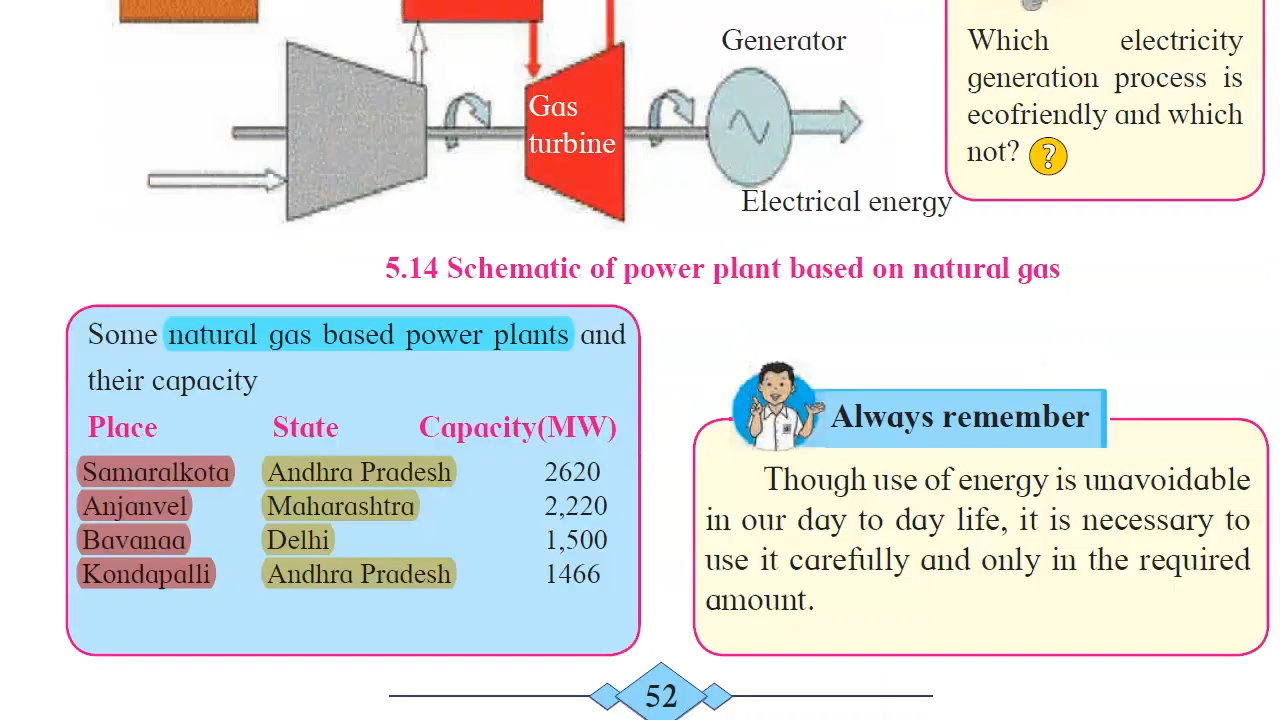 Generator
Gas
turbine
Electrical energy
Which electricity
generation process is
ecofriendly and which
not? ?
5.14 Schematic of power plant based on natural gas
Some natural gas based power plants and
their capacity
Place State Capacity(MW)
Samaralkota Andhra Pradesh 2620
Anjanvel Maharashtra 2,220
Bavanaa Delhi 1,500
Kondapalli Andhra Pradesh 1466
Always remember
Though use of energy is unavoidable
in our day to day life, it is necessary to
use it carefully and only in the required
amount.
52